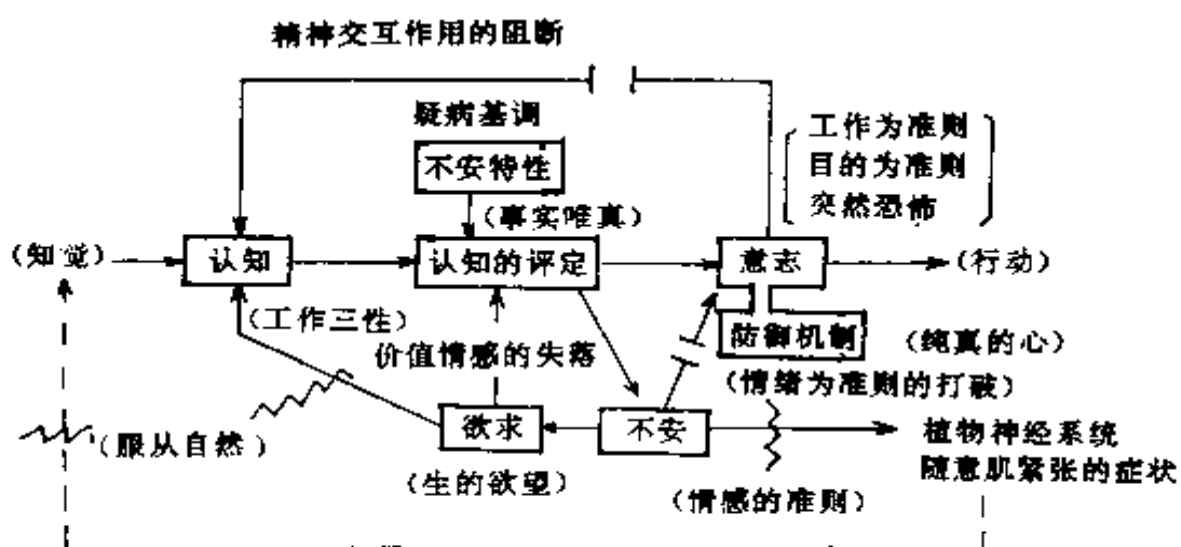 精神交互作用的阻断
疑病基调
不安特性
工作为准则
目的为准则
突然恐怖
(事实唯真)
(知觉)
认知
认知的评定
意志
(行动)
(工作三性)
防御机制
(纯真的心)
价值情感的失落
(情绪为准则的打破)
欲求
不安
植物神经系统
(服从自然)
随意肌紧张的症状
(生的欲望)
(情感的准则)